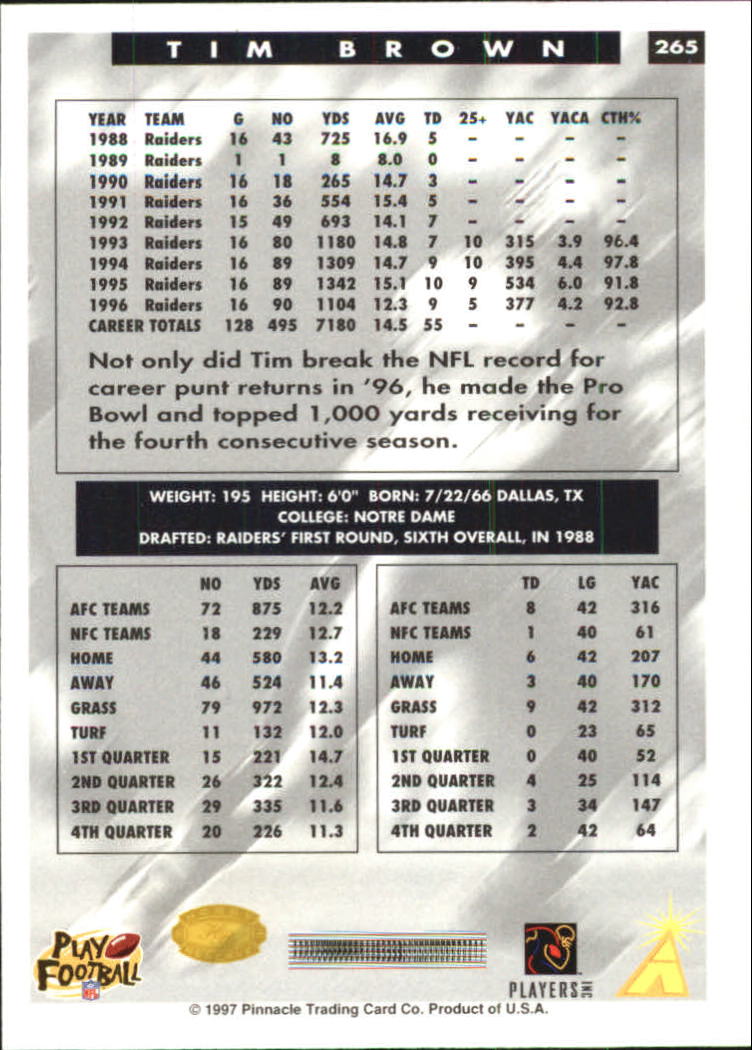 TIM BROWN 265
YEAR TEAM G NO YDS AVG TD 25+ YAC YACA CTH%
1988 Raiders 16 43 725 16.9 5 - - - -
1989 Raiders 1 1 8 8.0 0 - - - -
1990 Raiders 16 18 265 14.7 3 - - - -
1991 Raiders 16 36 554 15.4 5 - - - -
1992 Raiders 15 49 693 14.1 7 - - - -
1993 Raiders 16 80 1180 14.8 7 10 315 3.9 96.4
1994 Raiders 16 89 1309 14.7 9 10 395 4.4 97.8
1995 Raiders 16 89 1342 15.1 10 9 534 6.0 91.8
1996 Raiders 16 90 1104 12.3 9 5 377 4.2 92.8
CAREER TOTALS 128 495 7180 14.5 55 - - - -
Not only did Tim break the NFL record for
career punt returns in '96, he made the Pro
Bowl and topped 1,000 yards receiving for
the fourth consecutive season.
WEIGHT: 195 HEIGHT: 6'0" BORN: 7/22/66 DALLAS, TX
COLLEGE: NOTRE DAME
DRAFTED: RAIDERS' FIRST ROUND, SIXTH OVERALL, IN 1988
NO YDS AVG
AFC TEAMS 72 875 12.2
NFC TEAMS 18 229 12.7
HOME 44 580 13.2
AWAY 46 524 11.4
GRASS 79 972 12.3
TURF 11 132 12.0
1ST QUARTER 15 221 14.7
2ND QUARTER 26 322 12.4
3RD QUARTER 29 335 11.6
4TH QUARTER 20 226 11.3
TD LG YAC
AFC TEAMS 8 42 316
NFC TEAMS 1 40 61
HOME 6 42 207
AWAY 3 40 170
GRASS 9 42 312
TURF 0 23 65
1ST QUARTER 0 40 52
2ND QUARTER 4 25 114
3RD QUARTER 3 34 147
4TH QUARTER 2 42 64
PLAY
FOOTBALL
NFL
PLAYERS INC
© 1997 Pinnacle Trading Card Co. Product of U.S.A.